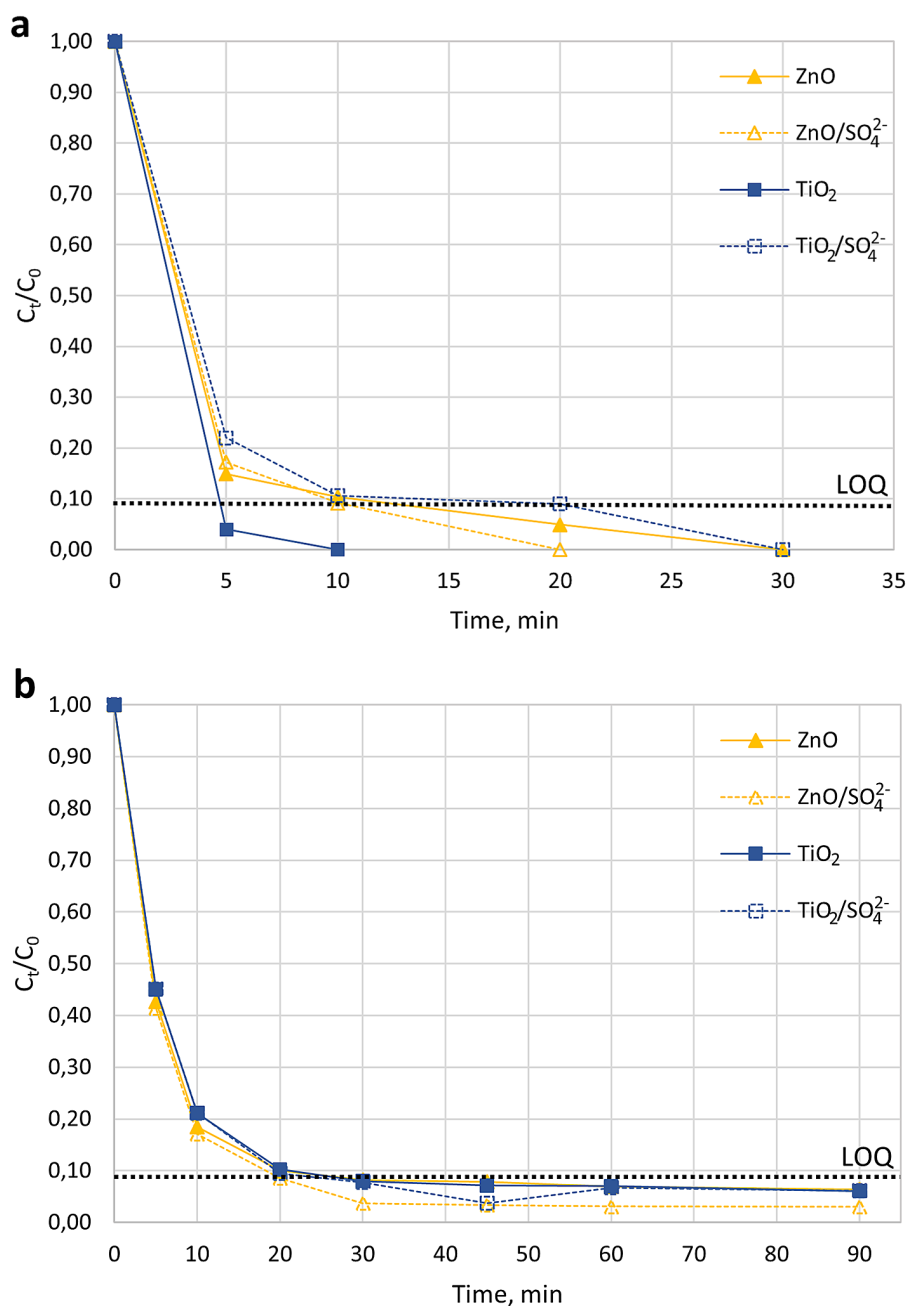 a
1,00
0,90
0,80
0,70
0,60
0,50
0,40
0,30
0,20
0,10
0,00
Cₜ/C₀
ZnO
ZnO/SO₄²⁻
TiO₂
TiO₂/SO₄²⁻
LOQ
0 5 10 15 20 25 30 35
Time, min
b
1,00
0,90
0,80
0,70
0,60
0,50
0,40
0,30
0,20
0,10
0,00
Cₜ/C₀
ZnO
ZnO/SO₄²⁻
TiO₂
TiO₂/SO₄²⁻
LOQ
0 10 20 30 40 50 60 70 80 90
Time, min